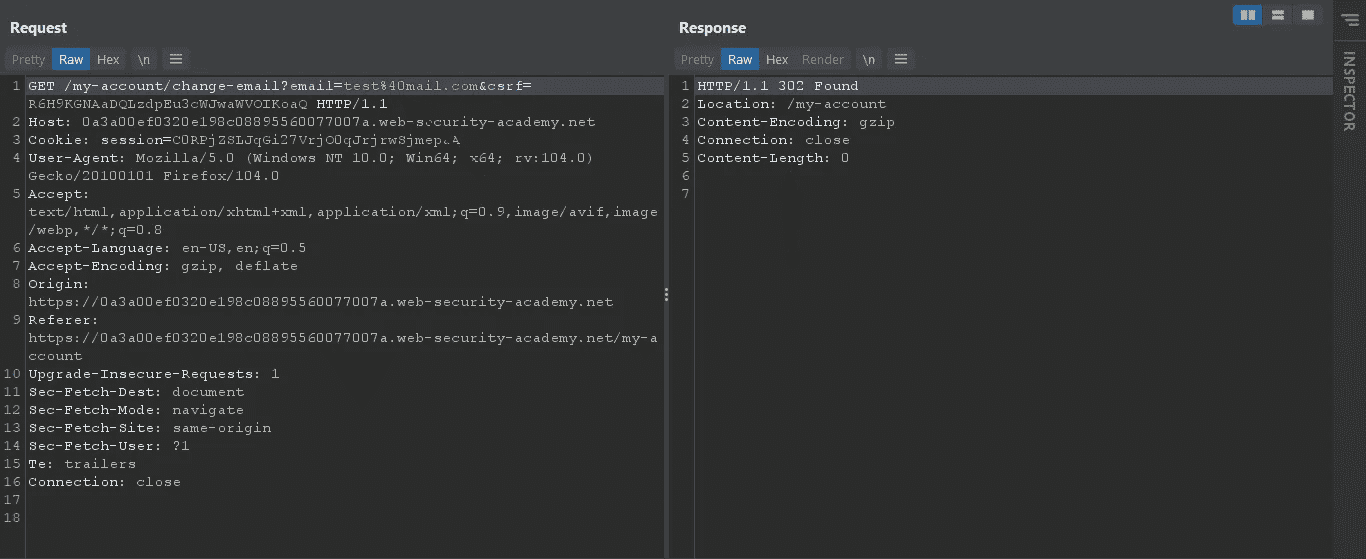 Request
Pretty Raw Hex \n
1 GET /my-account/change-email?email=test%40mail.com&csrf=
R6H9KGNAaDQLzdpEu3cWJwaWVOIKoaQ HTTP/1.1
2 Host: 0a3a00ef0320e198c08895560077007a.web-security-academy.net
3 Cookie: session=
4 User-Agent: Mozilla/5.0 (Windows NT 10.0; Win64; x64; rv:104.0)
Gecko/20100101 Firefox/104.0
5 Accept:
text/html,application/xhtml+xml,application/xml;q=0.9,image/avif,image
/webp,*/*;q=0.8
6 Accept-Language: en-US,en;q=0.5
7 Accept-Encoding: gzip, deflate
8 Origin:
https://0a3a00ef0320e198c08895560077007a.web-security-academy.net
9 Referer:
https://0a3a00ef0320e198c08895560077007a.web-security-academy.net/my-a
ccount
10 Upgrade-Insecure-Requests: 1
11 Sec-Fetch-Dest: document
12 Sec-Fetch-Mode: navigate
13 Sec-Fetch-Site: same-origin
14 Sec-Fetch-User: ?1
15 Te: trailers
16 Connection: close
17
18
Response
Pretty Raw Hex Render \n
1 HTTP/1.1 302 Found
2 Location: /my-account
3 Content-Encoding: gzip
4 Connection: close
5 Content-Length: 0
6
7
INSPECTOR